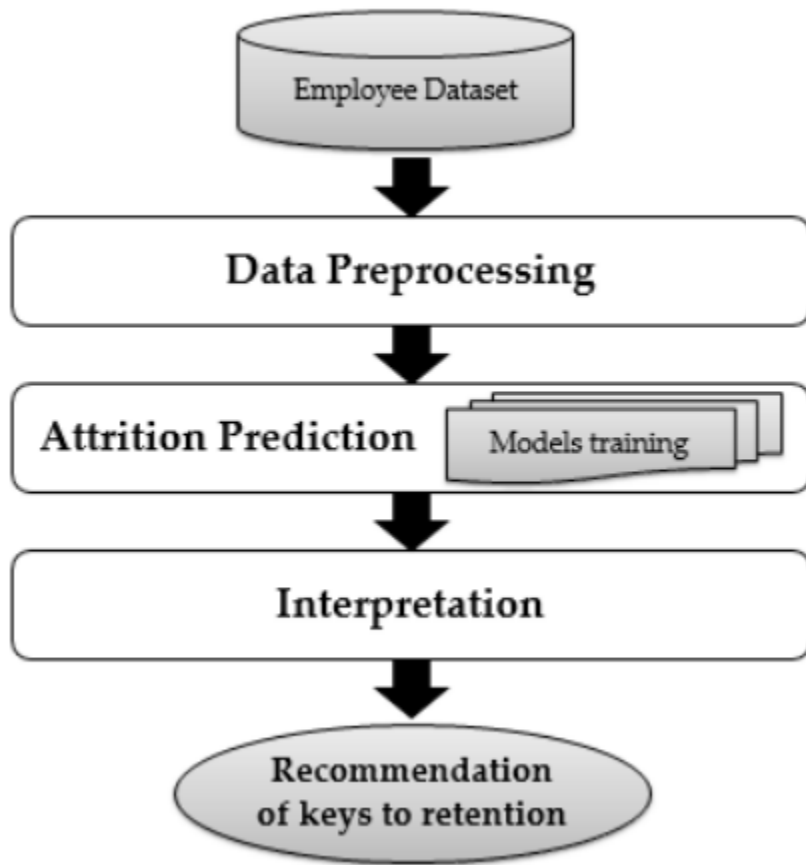 Employee Dataset
Data Preprocessing
Attrition Prediction
Models training
Interpretation
Recommendation
of keys to retention